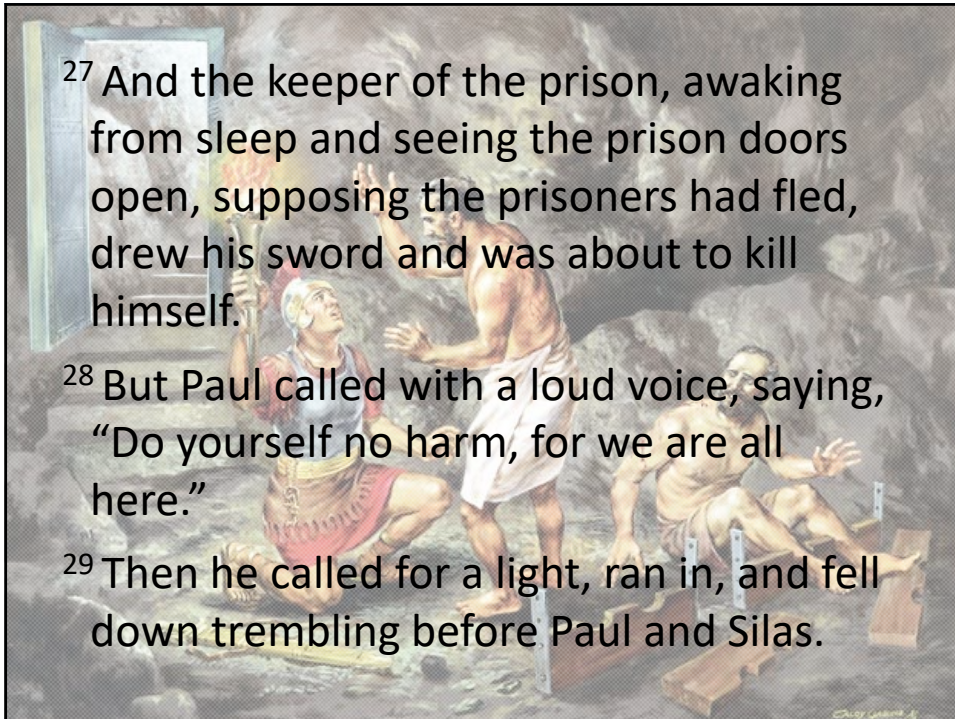 27 And the keeper of the prison, awaking
from sleep and seeing the prison doors
open, supposing the prisoners had fled,
drew his sword and was about to kill
himself.
28 But Paul called with a loud voice, saying,
“Do yourself no harm, for we are all
here.”
29 Then he called for a light, ran in, and fell
down trembling before Paul and Silas.